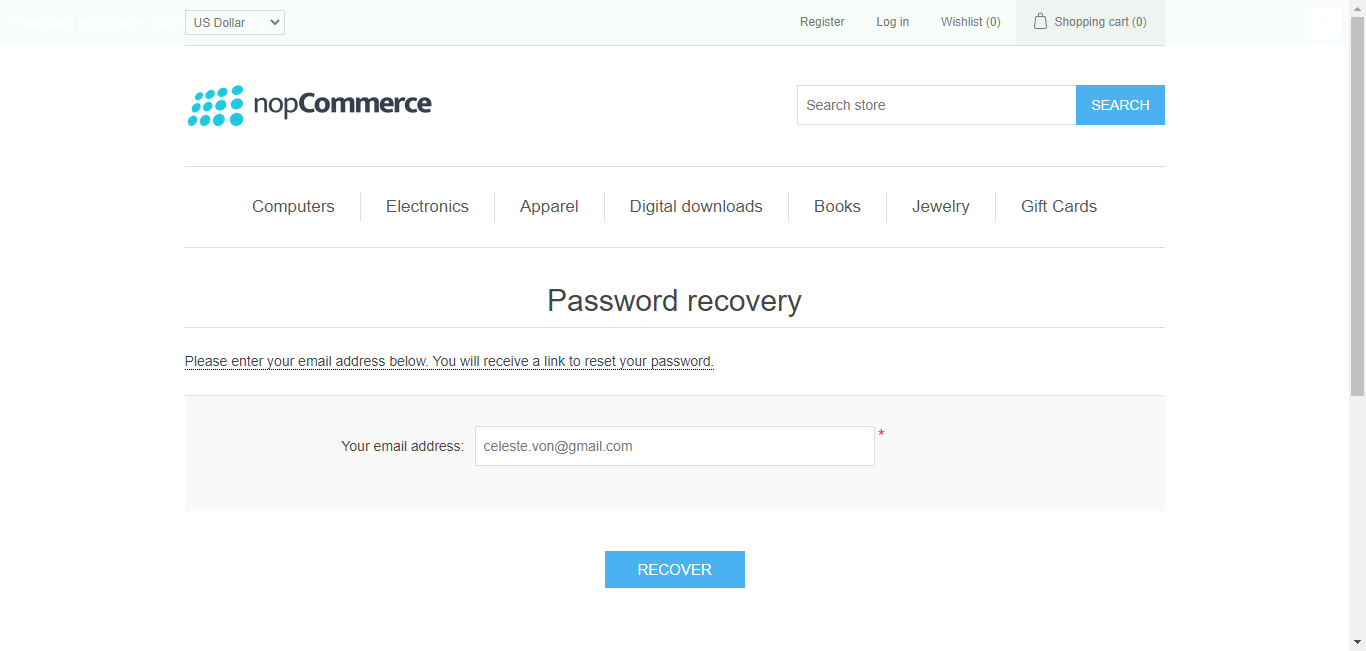 US Dollar
Register
Log in
Wishlist (0)
Shopping cart (0)
nopCommerce
Search store
SEARCH
Computers
Electronics
Apparel
Digital downloads
Books
Jewelry
Gift Cards
Password recovery
Please enter your email address below. You will receive a link to reset your password.
Your email address:
celeste.von@gmail.com
*
RECOVER